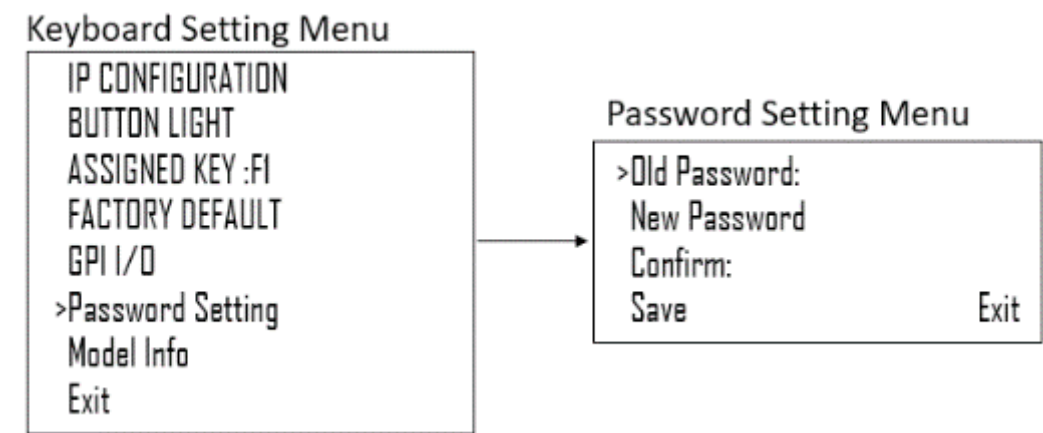 Keyboard Setting Menu
IP CONFIGURATION
BUTTON LIGHT
ASSIGNED KEY :F1
FACTORY DEFAULT
GPI I/O
>Password Setting
Model Info
Exit
Password Setting Menu
>Old Password:
New Password
Confirm:
Save Exit